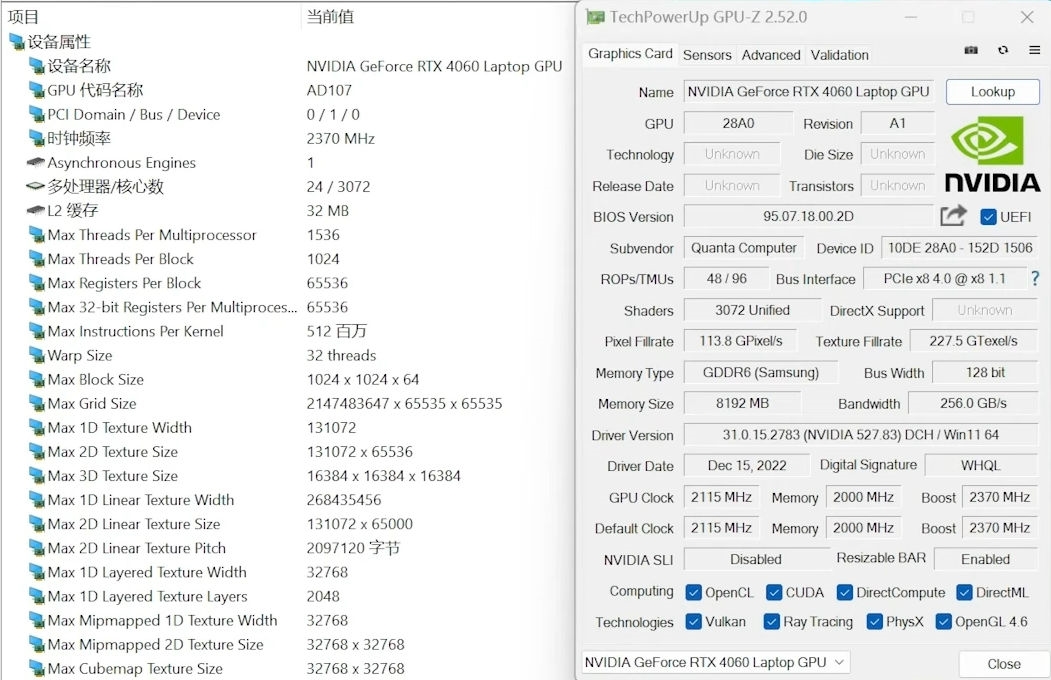 项目 当前值
设备属性
设备名称 NVIDIA GeForce RTX 4060 Laptop GPU
GPU 代码名称 AD107
PCI Domain / Bus / Device 0 / 1 / 0
时钟频率 2370 MHz
Asynchronous Engines 1
多处理器/核心数 24 / 3072
L2 缓存 32 MB
Max Threads Per Multiprocessor 1536
Max Threads Per Block 1024
Max Registers Per Block 65536
Max 32-bit Registers Per Multiproces... 65536
Max Instructions Per Kernel 512 百万
Warp Size 32 threads
Max Block Size 1024 x 1024 x 64
Max Grid Size 2147483647 x 65535 x 65535
Max 1D Texture Width 131072
Max 2D Texture Size 131072 x 65536
Max 3D Texture Size 16384 x 16384 x 16384
Max 1D Linear Texture Width 268435456
Max 2D Linear Texture Size 131072 x 65000
Max 2D Linear Texture Pitch 2097120 字节
Max 1D Layered Texture Width 32768
Max 1D Layered Texture Layers 2048
Max Mipmapped 1D Texture Width 32768
Max Mipmapped 2D Texture Size 32768 x 32768
Max Cubemap Texture Size 32768 x 32768
TechPowerUp GPU-Z 2.52.0
Graphics Card Sensors Advanced Validation
Name NVIDIA GeForce RTX 4060 Laptop GPU Lookup
GPU 28A0 Revision A1
Technology Unknown Die Size Unknown
Release Date Unknown Transistors Unknown
NVIDIA
BIOS Version 95.07.18.00.2D UEFI
Subvendor Quanta Computer Device ID 10DE 28A0 - 152D 1506
ROPs/TMUs 48 / 96 Bus Interface PCIe x8 4.0 @ x8 1.1 ?
Shaders 3072 Unified DirectX Support Unknown
Pixel Fillrate 113.8 GPixel/s Texture Fillrate 227.5 GTexel/s
Memory Type GDDR6 (Samsung) Bus Width 128 bit
Memory Size 8192 MB Bandwidth 256.0 GB/s
Driver Version 31.0.15.2783 (NVIDIA 527.83) DCH / Win11 64
Driver Date Dec 15, 2022 Digital Signature WHQL
GPU Clock 2115 MHz Memory 2000 MHz Boost 2370 MHz
Default Clock 2115 MHz Memory 2000 MHz Boost 2370 MHz
NVIDIA SLI Disabled Resizable BAR Enabled
Computing OpenCL CUDA DirectCompute DirectML
Technologies Vulkan Ray Tracing PhysX OpenGL 4.6
NVIDIA GeForce RTX 4060 Laptop GPU Close